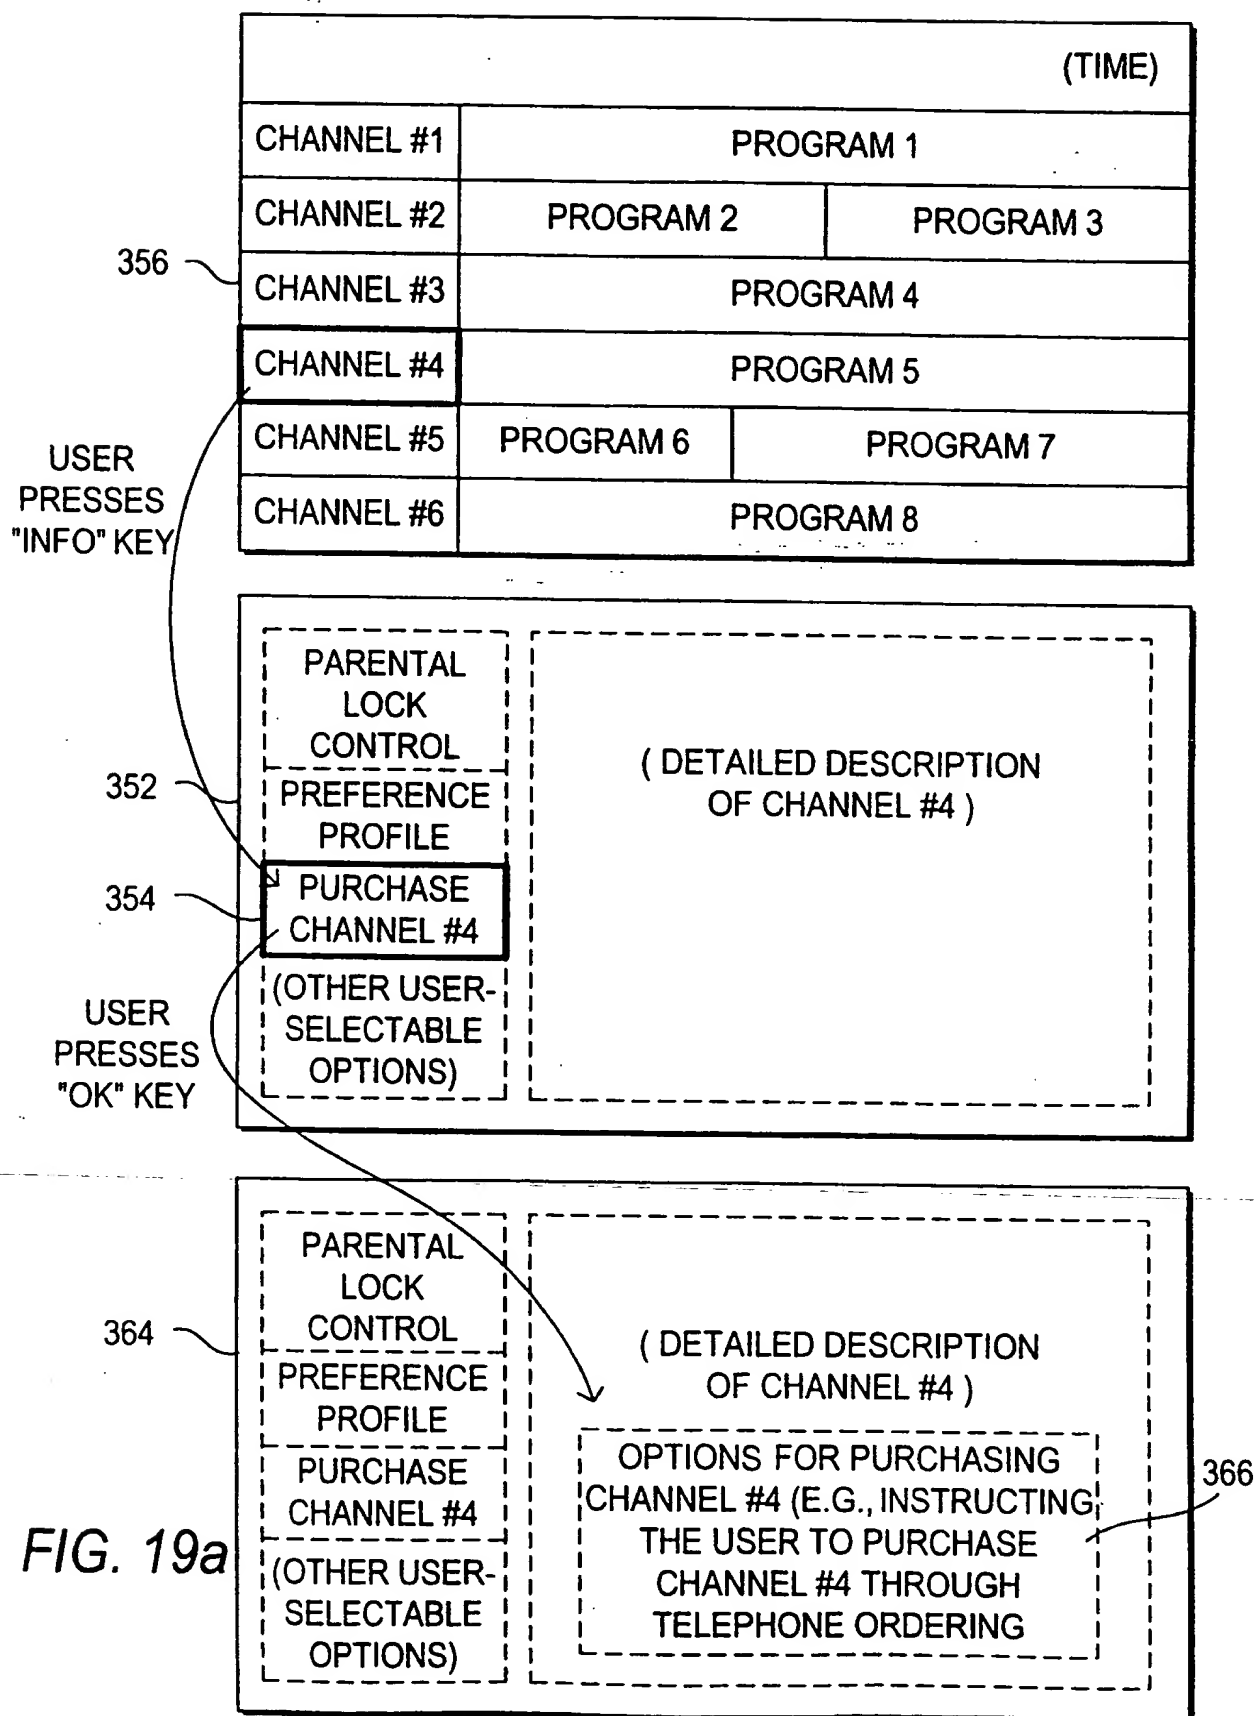 (TIME)
CHANNEL #1 PROGRAM 1
CHANNEL #2 PROGRAM 2 PROGRAM 3
356
CHANNEL #3 PROGRAM 4
CHANNEL #4 PROGRAM 5
CHANNEL #5 PROGRAM 6 PROGRAM 7
CHANNEL #6 PROGRAM 8
USER
PRESSES
"INFO" KEY
352
PARENTAL
LOCK
CONTROL
PREFERENCE
PROFILE
354
PURCHASE
CHANNEL #4
(OTHER USER-
SELECTABLE
OPTIONS)
( DETAILED DESCRIPTION
OF CHANNEL #4 )
USER
PRESSES
"OK" KEY
364
PARENTAL
LOCK
CONTROL
PREFERENCE
PROFILE
PURCHASE
CHANNEL #4
(OTHER USER-
SELECTABLE
OPTIONS)
( DETAILED DESCRIPTION
OF CHANNEL #4 )
OPTIONS FOR PURCHASING
CHANNEL #4 (E.G., INSTRUCTING
THE USER TO PURCHASE
CHANNEL #4 THROUGH
TELEPHONE ORDERING
366
FIG. 19a